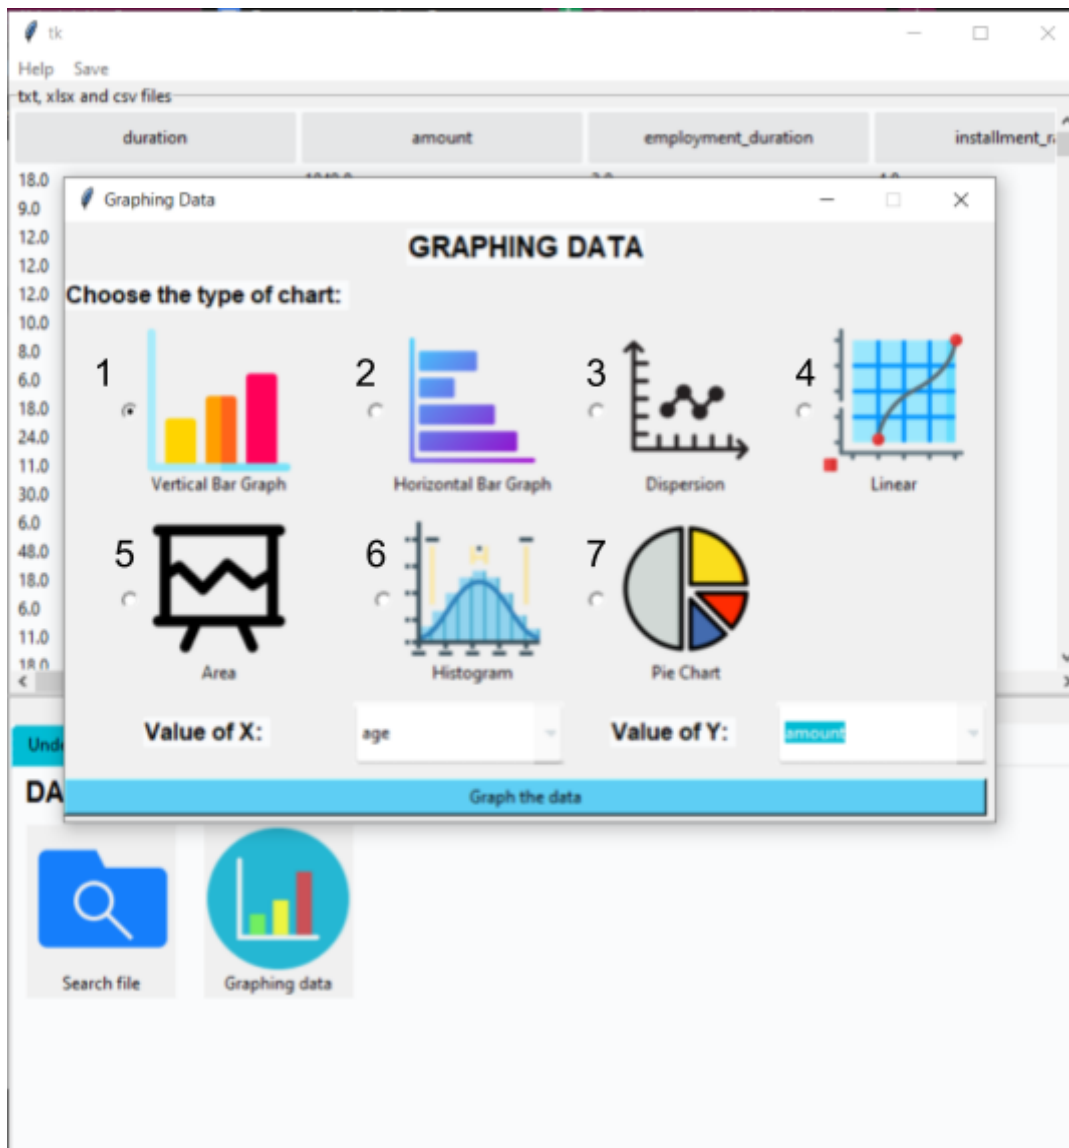 tk
Help Save
txt, xlsx and csv files
duration amount employment_duration
18.0
9.0
Graphing Data
12.0
GRAPHING DATA
12.0
12.0
Choose the type of chart:
10.0
8.0
1 2 3 4
6.0
18.0
24.0
11.0
Vertical Bar Graph Horizontal Bar Graph Dispersion Linear
30.0
6.0
48.0
5 6 7
18.0
6.0
11.0
18.0
Area Histogram Pie Chart
Value of X: age Value of Y: amount
Graph the data
Search file Graphing data